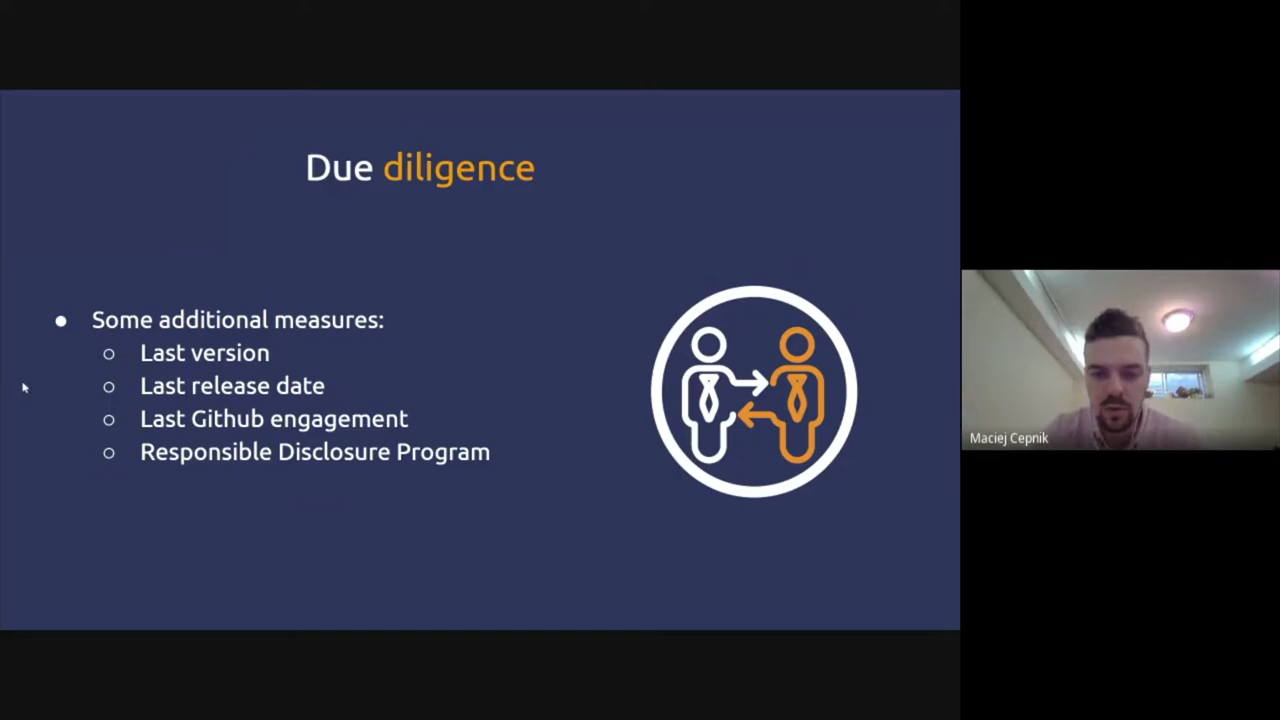 Due diligence
● Some additional measures:
○ Last version
○ Last release date
○ Last Github engagement
○ Responsible Disclosure Program
Maciej Cepnik